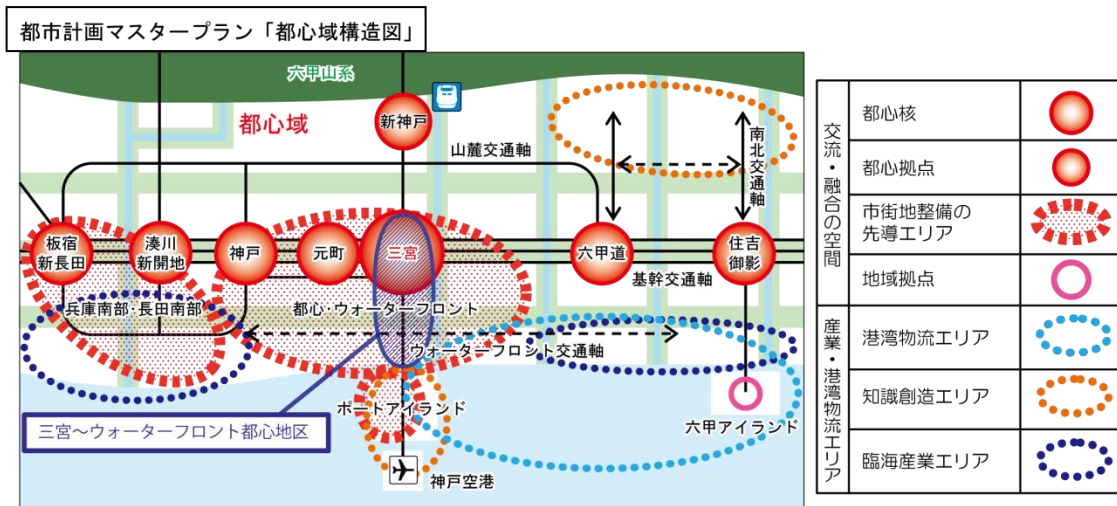 都市計画マスタープラン「都心域構造図」
六甲山系
都心域
新神戸
山麓交通軸
南北交通軸
板宿
新長田
湊川
新開地
神戸
元町
三宮
六甲道
住吉
御影
基幹交通軸
兵庫南部・長田南部
都心・ウォーターフロント
ウォーターフロント交通軸
ポートアイランド
三宮～ウォーターフロント都心地区
六甲アイランド
神戸空港
交流・融合の空間
都心核
都心拠点
市街地整備の
先導エリア
地域拠点
産業・港湾物流エリア
港湾物流エリア
知識創造エリア
臨海産業エリア